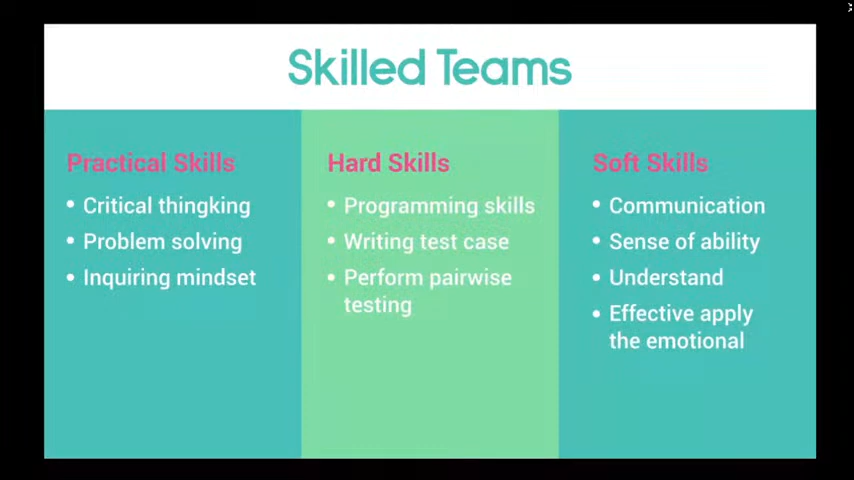 Skilled Teams
Practical Skills
• Critical thingking
• Problem solving
• Inquiring mindset
Hard Skills
• Programming skills
• Writing test case
• Perform pairwise
testing
Soft Skills
• Communication
• Sense of ability
• Understand
• Effective apply
the emotional